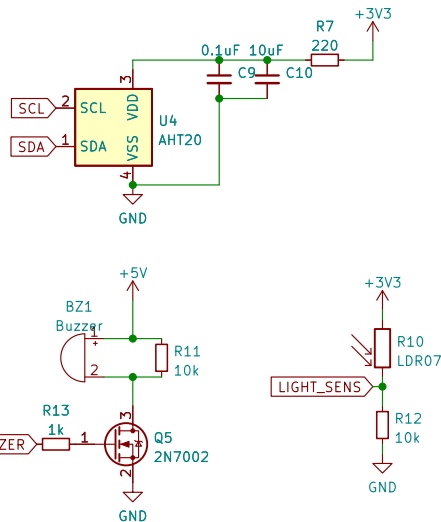 +3V3
R7
220
0.1uF 10uF
C9 C10
3
VDD
SCL 2 SCL
U4
AHT20
SDA 1 SDA
VSS
4
GND
+5V
BZ1
Buzzer
1
+
2
R11
10k
R13
1k
ZER
1
3
Q5
2N7002
2
GND
+3V3
R10
LDR07
LIGHT_SENS
R12
10k
GND